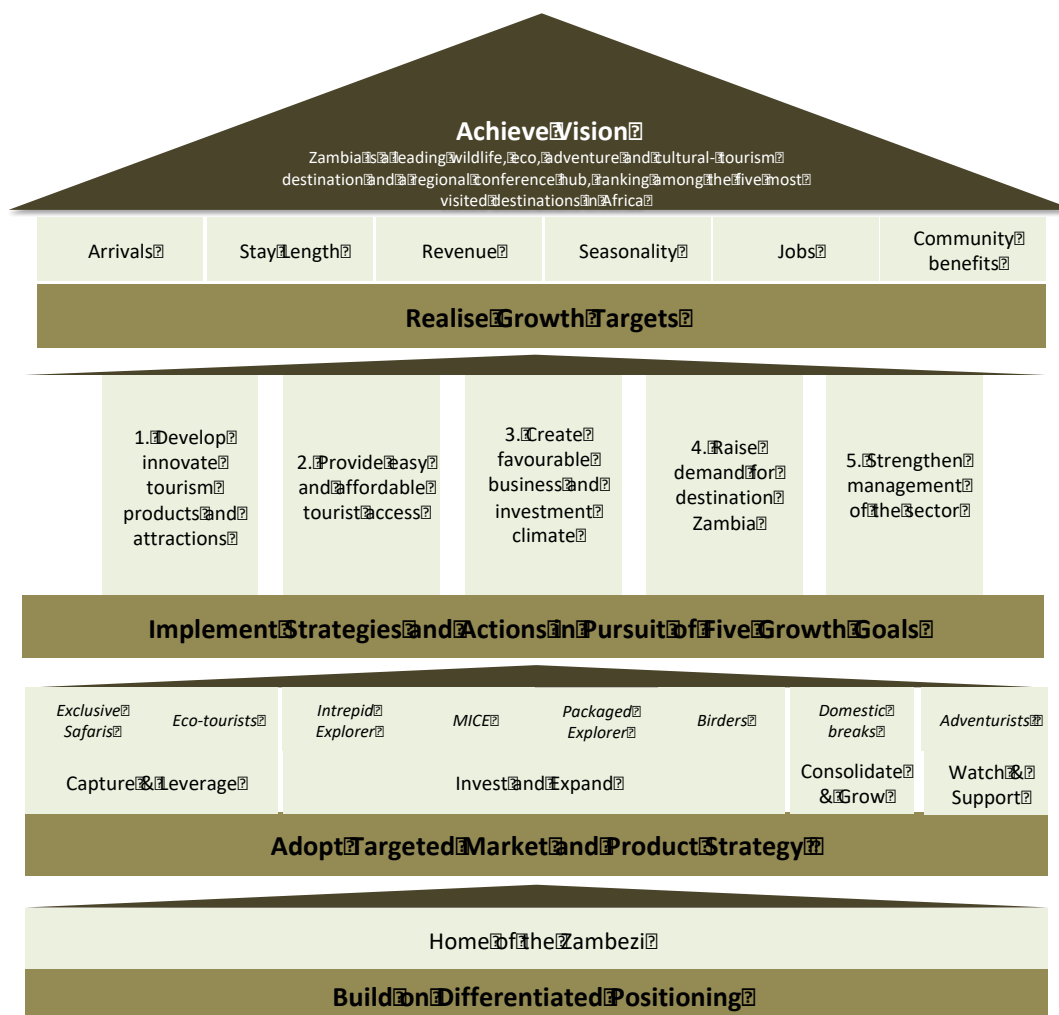 Achieve Vision
Zambia is a leading wildlife, eco, adventure and cultural- tourism
destination and a regional conference hub, ranking among the five most
visited destinations in Africa
Arrivals
Stay Length
Revenue
Seasonality
Jobs
Community
benefits
Realise Growth Targets
1. Develop
innovate
tourism
products and
attractions
2. Provide easy
and affordable
tourist access
3. Create
favourable
business and
investment
climate
4. Raise
demand for
destination
Zambia
5. Strengthen
management
of the sector
Implement Strategies and Actions in Pursuit of Five Growth Goals
Exclusive
Safaris
Eco-tourists
Intrepid
Explorer
MICE
Packaged
Explorer
Birders
Domestic
breaks
Adventurists
Capture & Leverage
Invest and Expand
Consolidate
& Grow
Watch &
Support
Adopt Targeted Market and Product Strategy
Home of the Zambezi
Build on Differentiated Positioning